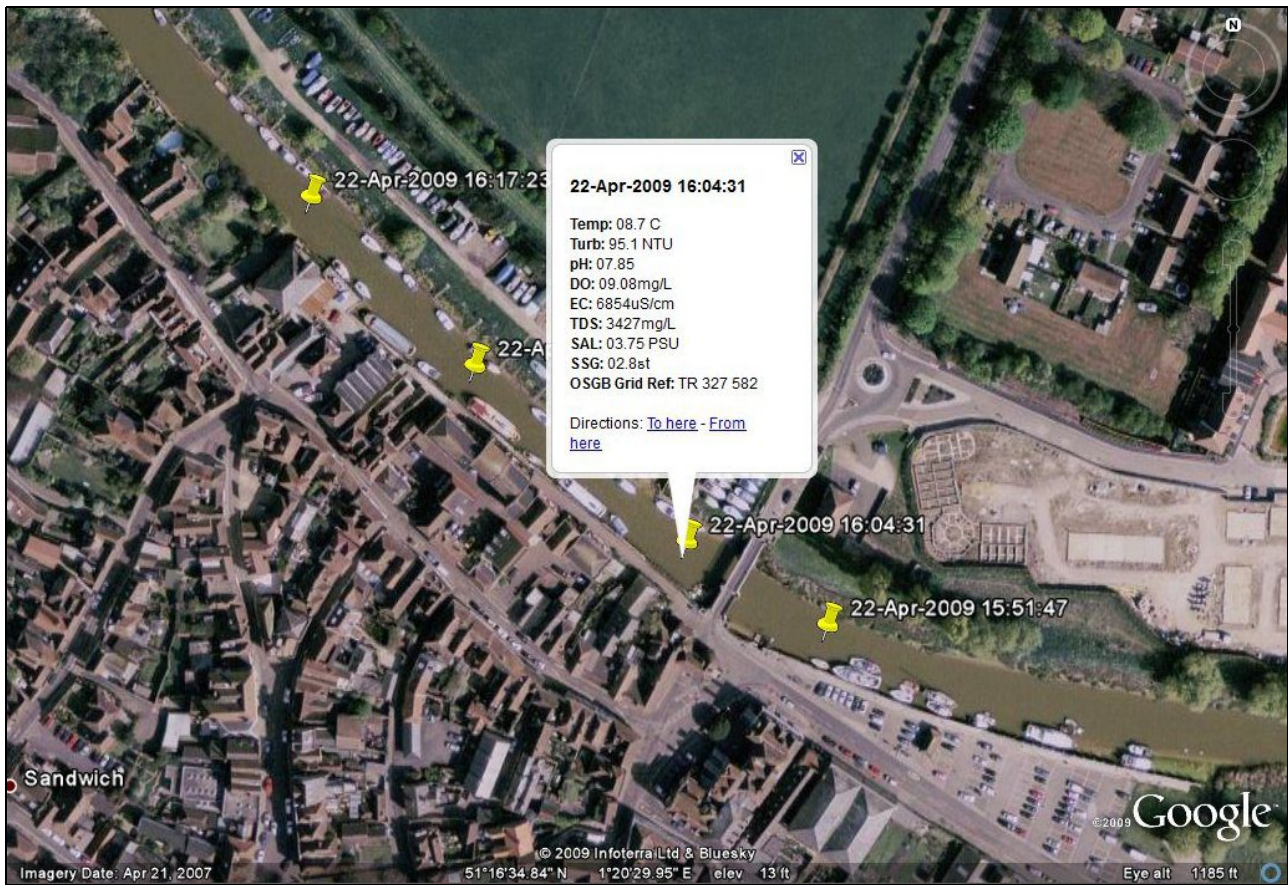 N
22-Apr-2009 16:17:23
22-Ap
22-Apr-2009 16:04:31
Temp: 08.7 C
Turb: 95.1 NTU
pH: 07.85
DO: 09.08mg/L
EC: 6854uS/cm
TDS: 3427mg/L
SAL: 03.75 PSU
SSG: 02.8st
OSGB Grid Ref: TR 327 582
Directions: To here - From
here
22-Apr-2009 16:04:31
22-Apr-2009 15:51:47
Sandwich
©2009 Google
© 2009 Infoterra Ltd & Bluesky
Imagery Date: Apr 21, 2007 51°16'34.84" N 1°20'29.95" E elev 13 ft Eye alt 1185 ft